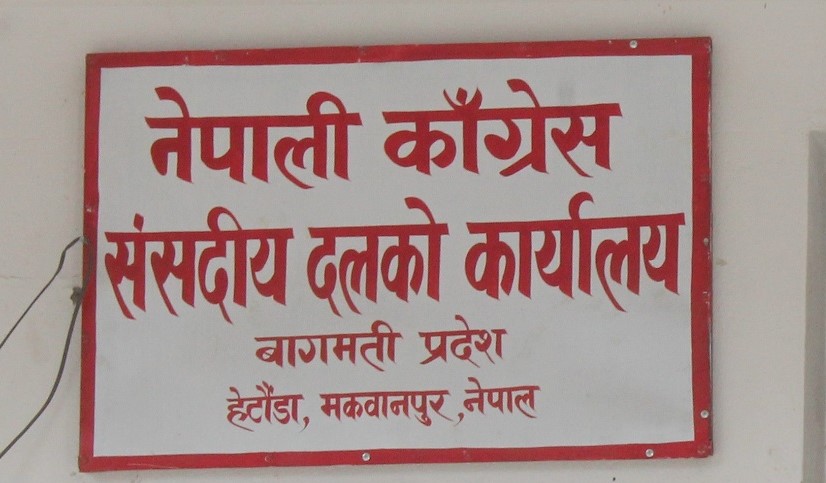 नेपाली काँग्रेस
संसदीय दलको कार्यालय
बागमती प्रदेश
हेटौंडा, मकवानपुर,नेपाल